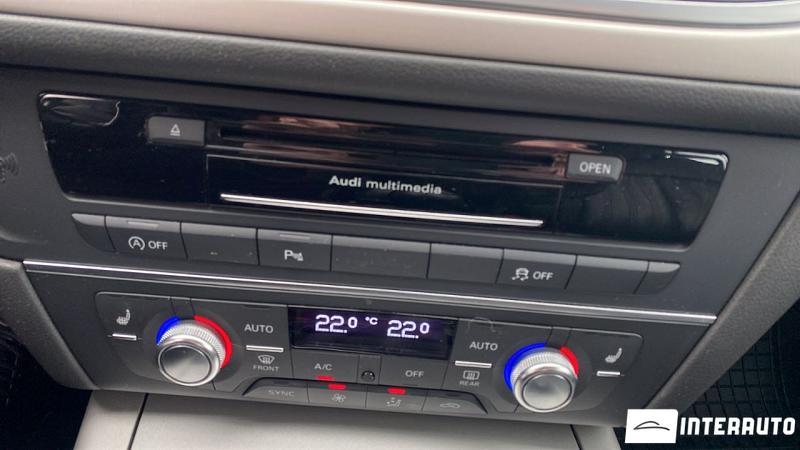 OPEN
Audi multimedia
OFF
P
OFF
AUTO
22.0 °C 22.0
AUTO
FRONT
A/C
OFF
REAR
SYNC
INTERAUTO